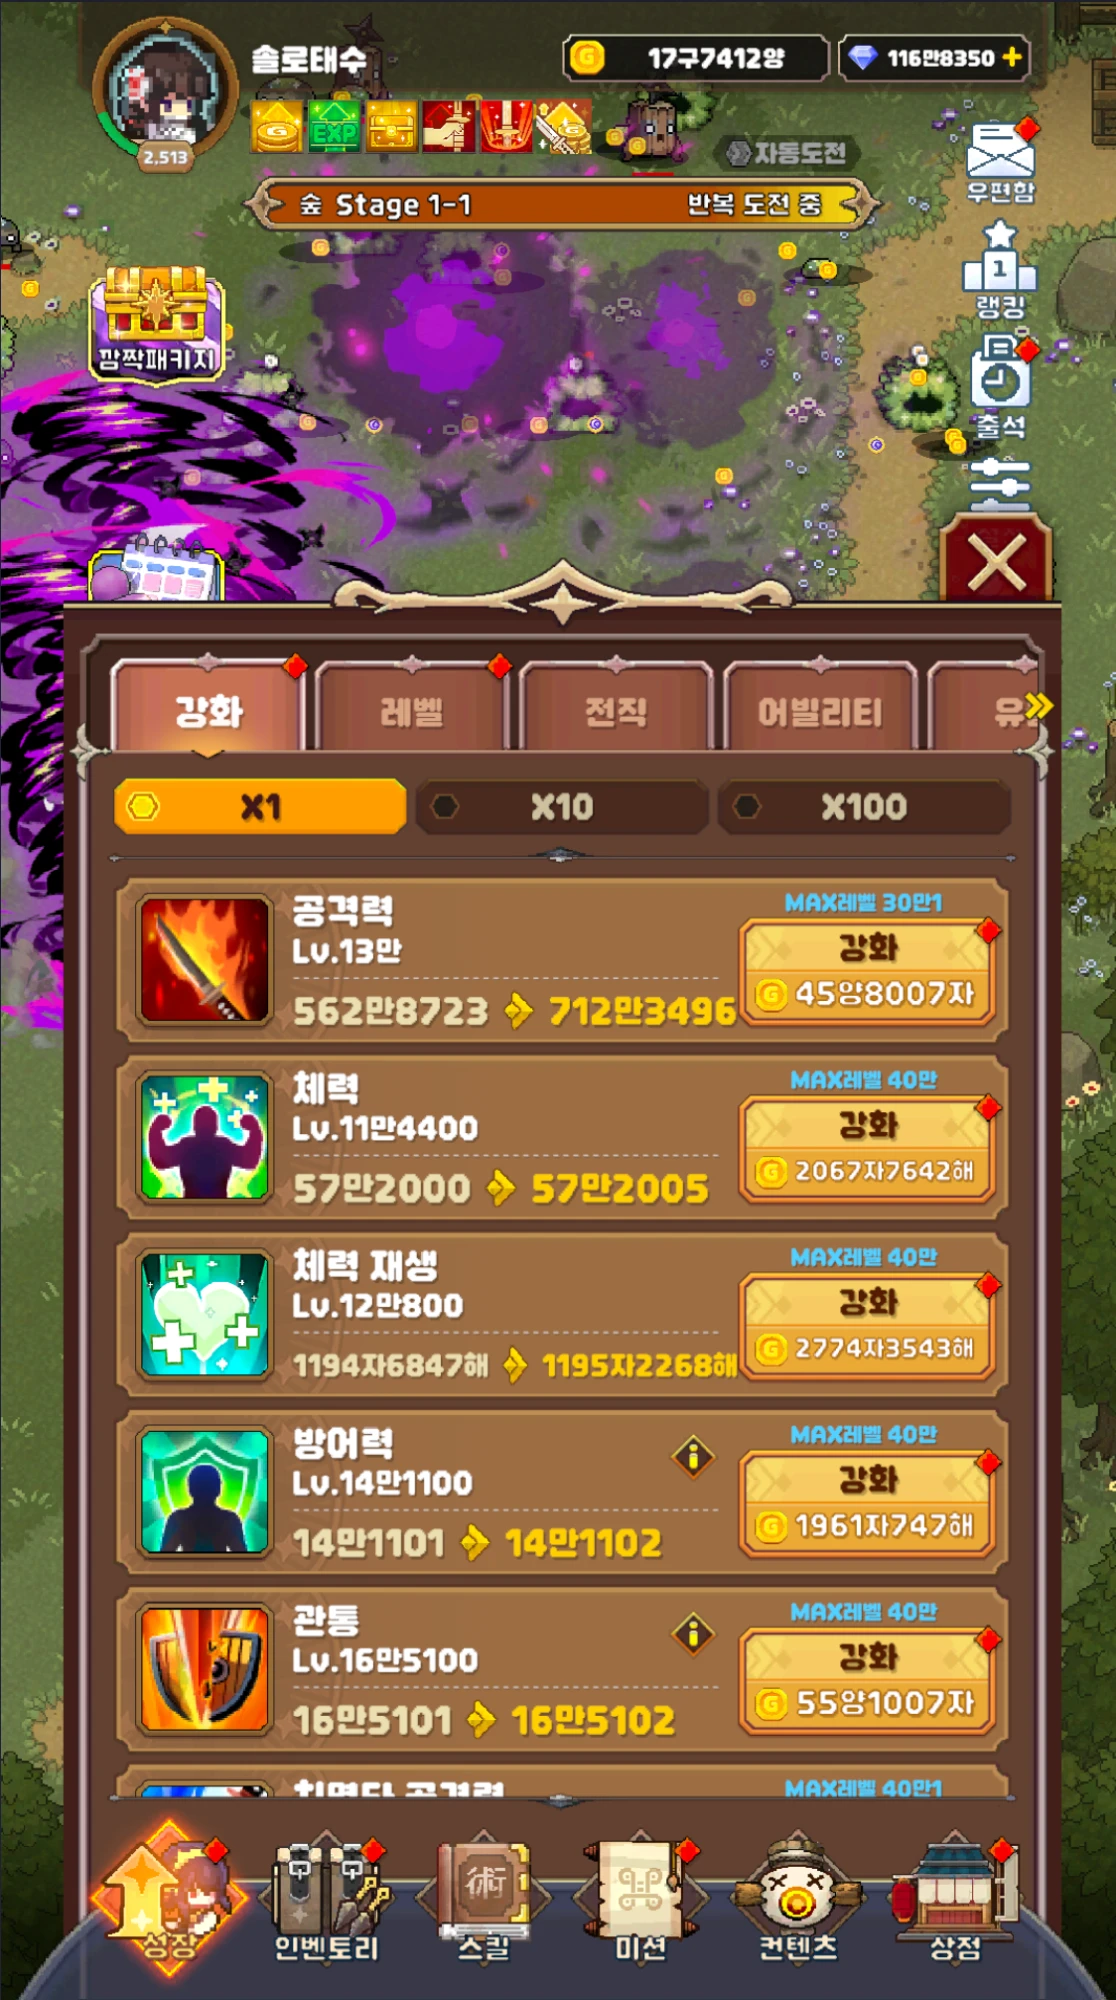 솔로태수
17구7412양
116만8350
EXP
2,513
자동도전
우편함
숲 Stage 1-1
반복 도전 중
1
랭킹
깜짝패키지
출석
강화
레벨
전직
어빌리티
X1
X10
X100
공격력
MAX레벨 30만1
Lv.13만
강화
562만8723
712만3496
45양8007자
체력
MAX레벨 40만
Lv.11만4400
강화
57만2000
57만2005
2067자7642해
체력 재생
MAX레벨 40만
Lv.12만800
강화
1194자6847해
1195자2268해
2774자3543해
방어력
MAX레벨 40만
Lv.14만1100
강화
14만1101
14만1102
1961자747해
관통
MAX레벨 40만
Lv.16만5100
강화
16만5101
16만5102
55양1007자
치명타 공격력
MAX레벨 40만1
術
성장
인벤토리
스킬
미션
컨텐츠
상점